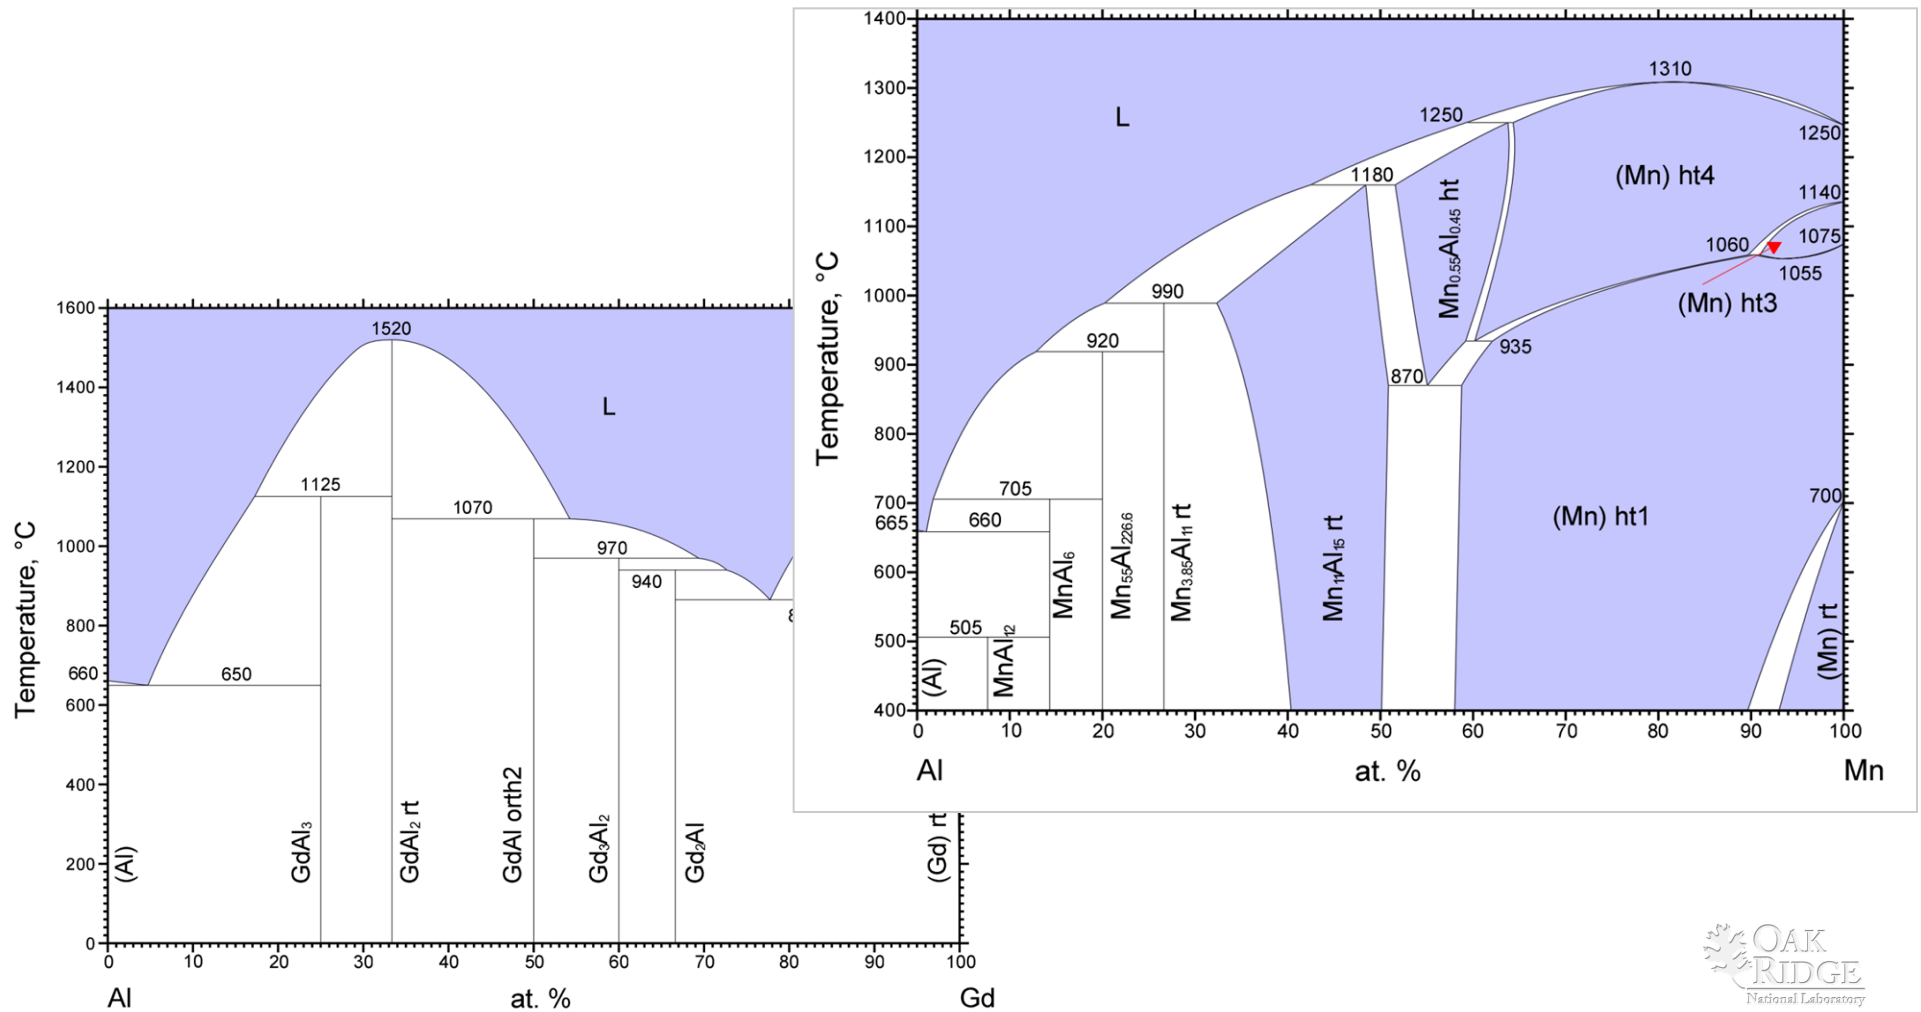 1600
1400
1200
1000
800
600
400
200
0
660
Temperature, °C
1520
1125
1070
970
940
650
L
(Al)
GdAl₃
GdAl₂ rt
GdAl orth2
Gd₃Al₂
Gd₂Al
(Gd) rt
0 10 20 30 40 50 60 70 80 90 100
Al at. % Gd
1400
1300
1200
1100
1000
900
800
700
665
600
500
400
Temperature, °C
L
1310
1250
1250
1180
(Mn) ht4
1140
1075
1060
1055
(Mn) ht3
Mn₀.₅₅Al₀.₄₅ ht
990
920
935
870
705
660
700
(Mn) ht1
505
(Al)
MnAl₁₂
MnAl₆
Mn₅₅Al₂₂₆.₆
Mn₃.₈₅Al₁₁ rt
Mn₁₁Al₁₅ rt
(Mn) rt
0 10 20 30 40 50 60 70 80 90 100
Al at. % Mn
OAK
RIDGE
National Laboratory